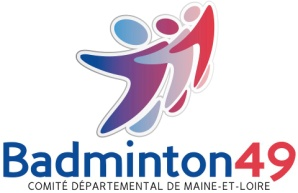 Badminton49
COMITÉ DÉPARTEMENTAL DE MAINE-ET-LOIRE